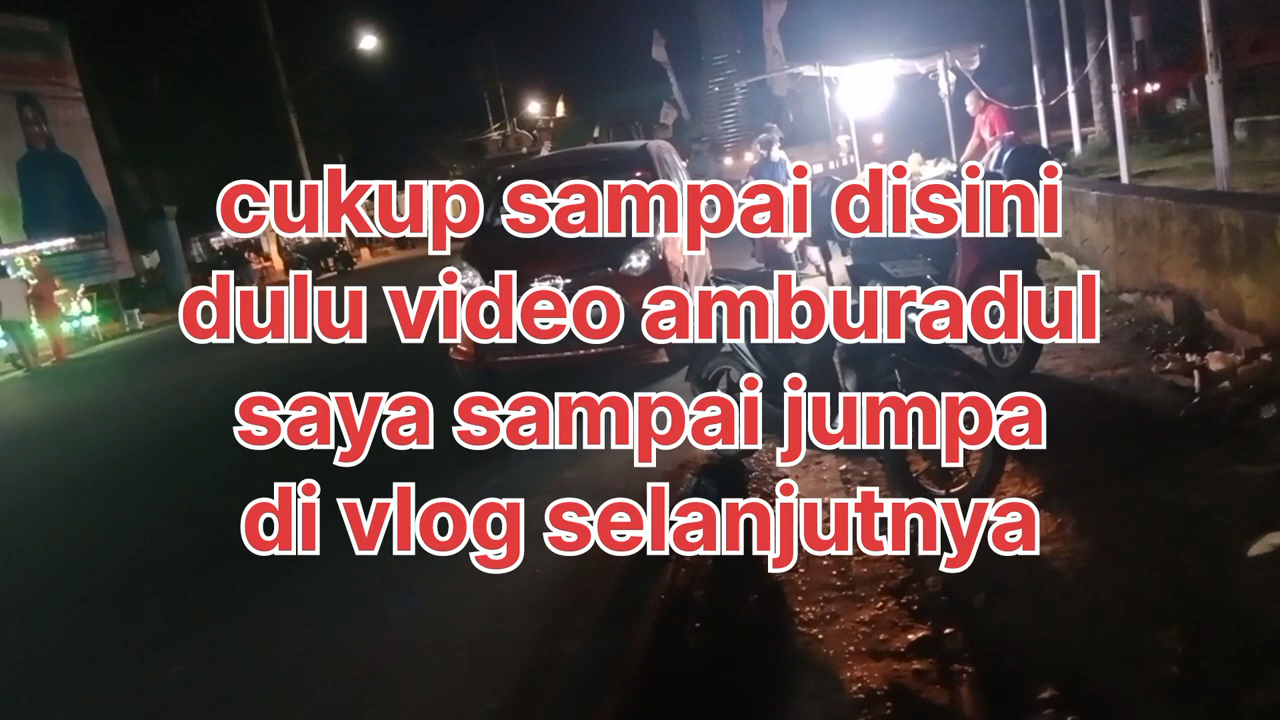 cukup sampai disini
dulu video amburadul
saya sampai jumpa
di vlog selanjutnya